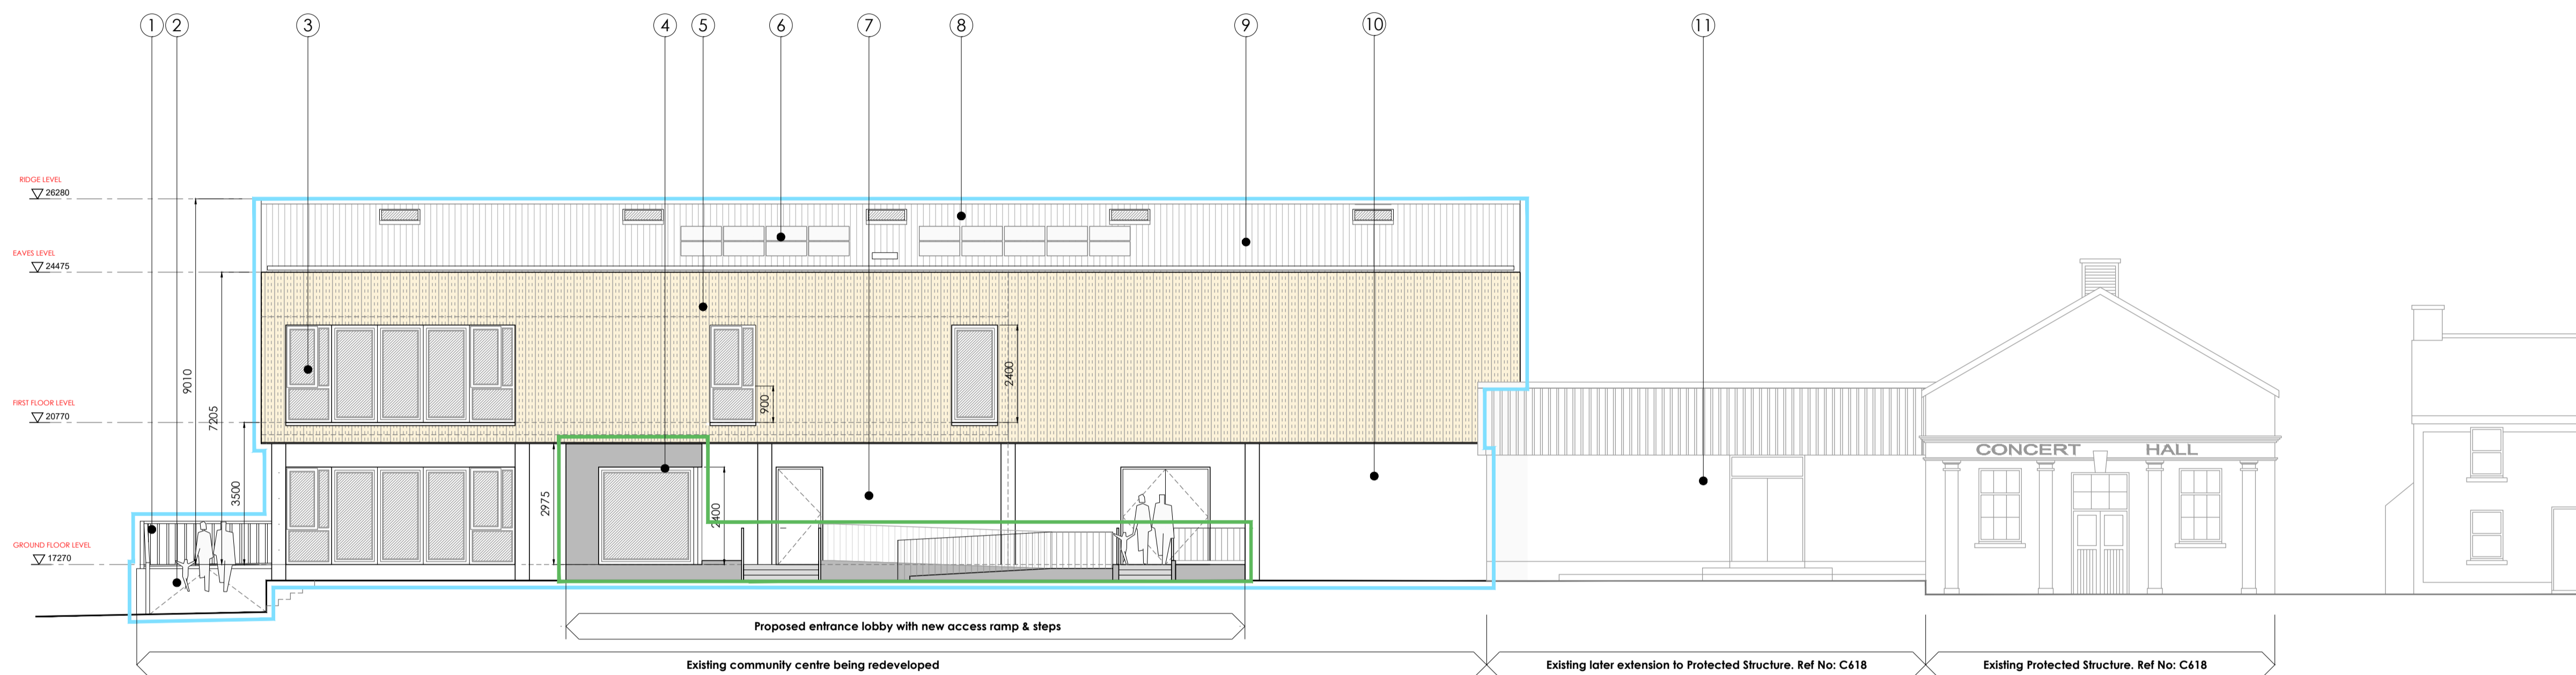 1 2 3 4 5 6 7 8 9 10 11
RIDGE LEVEL
26280
EAVES LEVEL
24475
FIRST FLOOR LEVEL
20770
GROUND FLOOR LEVEL
17270
9010
7205
3500
2975
2400
900
2400
CONCERT HALL
Proposed entrance lobby with new access ramp & steps
Existing community centre being redeveloped
Existing later extension to Protected Structure. Ref No: C618
Existing Protected Structure. Ref No: C618